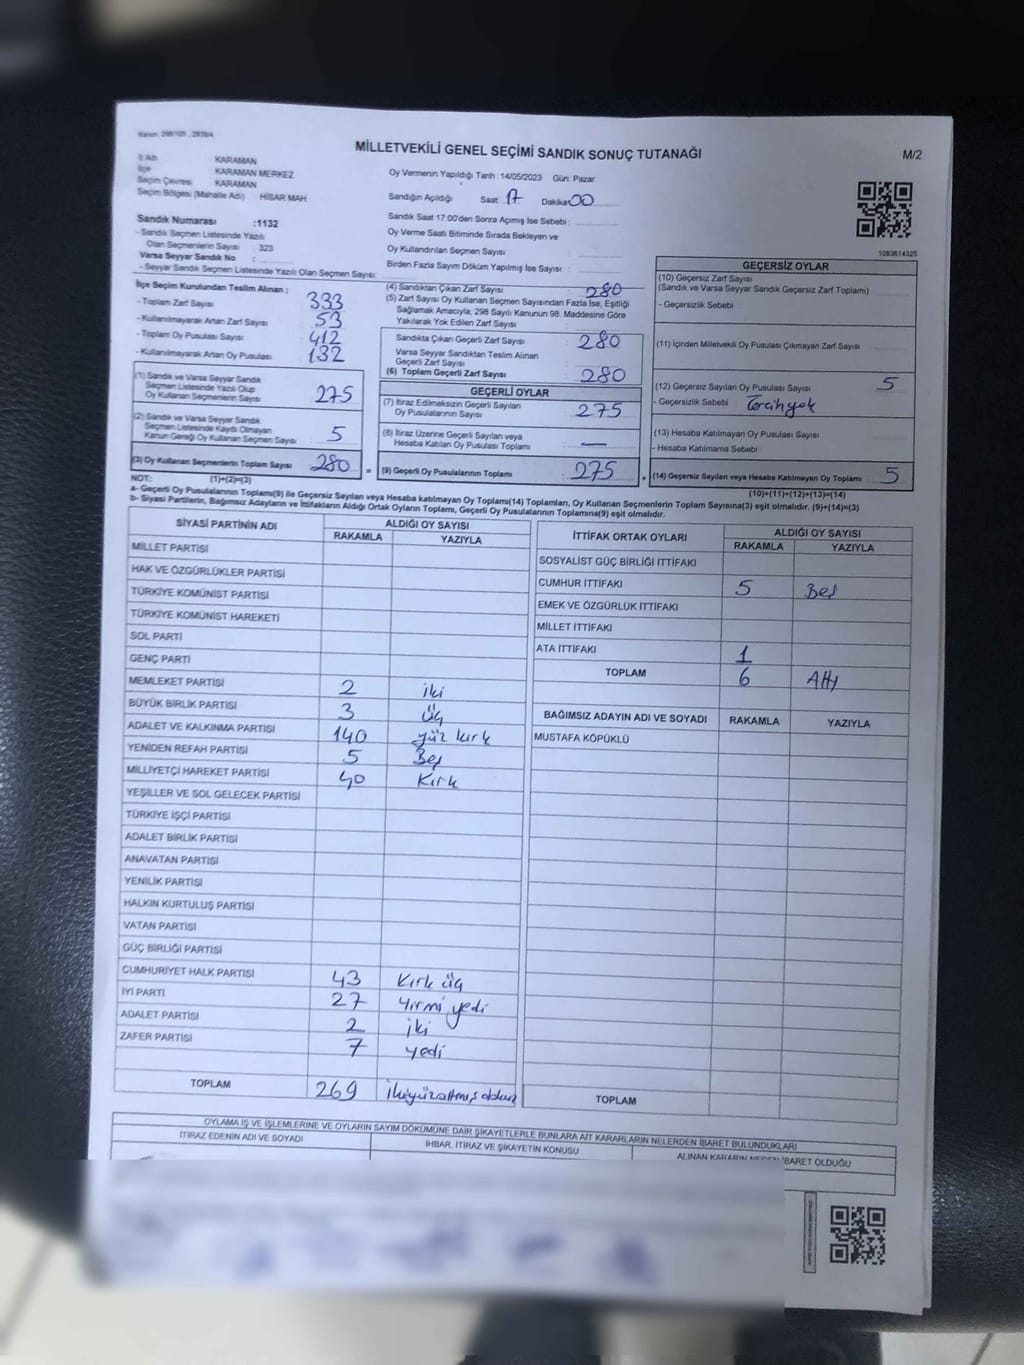 Kanun: 298/105 , 2839/4
MİLLETVEKİLİ GENEL SEÇİMİ SANDIK SONUÇ TUTANAĞI
M/2
İl Adı KARAMAN
İlçe KARAMAN MERKEZ
Seçim Çevresi KARAMAN
Seçim Bölgesi (Mahalle Adı) HİSAR MAH.
Sandık Numarası :1132
- Sandık Seçmen Listesinde Yazılı
Olan Seçmenlerin Sayısı 323
Varsa Seyyar Sandık No :
- Seyyar Sandık Seçmen Listesinde Yazılı Olan Seçmen Sayısı:
Oy Vermenin Yapıldığı Tarih :14/05/2023 Gün: Pazar
Sandığın Açıldığı Saat: 17 Dakika: 00
Sandık Saat 17:00'den Sonra Açımış İse Sebebi :
Oy Verme Saati Bitiminde Sırada Bekleyen ve
Oy Kullandırılan Seçmen Sayısı :
Birden Fazla Sayım Döküm Yapılmış İse Sayısı :
1083614325
İlçe Seçim Kurulundan Teslim Alınan ;
- Toplam Zarf Sayısı 333
- Kullanılmayarak Artan Zarf Sayısı 53
- Toplam Oy Pusulası Sayısı 412
- Kullanılmayarak Artan Oy Pusulası 132
(1) Sandık ve Varsa Seyyar Sandık
Seçmen Listesinde Yazılı Olup
Oy Kullanan Seçmenlerin Sayısı 275
(2) Sandık ve Varsa Seyyar Sandık
Seçmen Listesinde Kayıtlı Olmayan
Kanun Gereği Oy Kullanan Seçmen Sayısı 5
(3) Oy Kullanan Seçmenlerin Toplam Sayısı 280 =
(1)+(2)=(3)
(4) Sandıktan Çıkan Zarf Sayısı : 280
(5) Zarf Sayısı Oy Kullanan Seçmen Sayısından Fazla İse, Eşitliği
Sağlamak Amacıyla, 298 Sayılı Kanunun 98. Maddesine Göre
Yakılarak Yok Edilen Zarf Sayısı :
Sandıkta Çıkan Geçerli Zarf Sayısı : 280
Varsa Seyyar Sandıktan Teslim Alınan
Geçerli Zarf Sayısı :
(6) Toplam Geçerli Zarf Sayısı : 280
GEÇERLİ OYLAR
(7) İtiraz Edilmeksizin Geçerli Sayılan
Oy Pusulalarının Sayısı : 275
(8) İtiraz Üzerine Geçerli Sayılan veya
Hesaba Katılan Oy Pusulası Toplamı : —
(9) Geçerli Oy Pusulalarının Toplamı : 275 +
GEÇERSİZ OYLAR
(10) Geçersiz Zarf Sayısı
(Sandık ve Varsa Seyyar Sandık Geçersiz Zarf Toplamı)
- Geçersizlik Sebebi
(11) İçinden Milletvekili Oy Pusulası Çıkmayan Zarf Sayısı
(12) Geçersiz Sayılan Oy Pusulası Sayısı : 5
- Geçersizlik Sebebi : Tercih yok
(13) Hesaba Katılmayan Oy Pusulası Sayısı :
- Hesaba Katılmama Sebebi :
(14) Geçersiz Sayılan veya Hesaba Katılmayan Oy Toplamı : 5
(10)+(11)+(12)+(13)=(14)
NOT:
a- Geçerli Oy Pusulalarının Toplamı(9) ile Geçersiz Sayılan veya Hesaba katılmayan Oy Toplamı(14) Toplamları, Oy Kullanan Seçmenlerin Toplam Sayısına(3) eşit olmalıdır. (9)+(14)=(3)
b- Siyasi Partilerin, Bağımsız Adayların ve İttifakların Aldığı Ortak Oyların Toplamı, Geçerli Oy Pusulalarının Toplamına(9) eşit olmalıdır.
SİYASİ PARTİNİN ADI ALDIĞI OY SAYISI
RAKAMLA YAZIYLA
MİLLET PARTİSİ
HAK VE ÖZGÜRLÜKLER PARTİSİ
TÜRKİYE KOMÜNİST PARTİSİ
TÜRKİYE KOMÜNİST HAREKETİ
SOL PARTİ
GENÇ PARTİ
MEMLEKET PARTİSİ 2 iki
BÜYÜK BİRLİK PARTİSİ 3 üç
ADALET VE KALKINMA PARTİSİ 140 yüz kırk
YENİDEN REFAH PARTİSİ 5 Beş
MİLLİYETÇİ HAREKET PARTİSİ 40 Kırk
YEŞİLLER VE SOL GELECEK PARTİSİ
TÜRKİYE İŞÇİ PARTİSİ
ADALET BİRLİK PARTİSİ
ANAVATAN PARTİSİ
YENİLİK PARTİSİ
HALKIN KURTULUŞ PARTİSİ
VATAN PARTİSİ
GÜÇ BİRLİĞİ PARTİSİ
CUMHURİYET HALK PARTİSİ 43 Kırk üç
İYİ PARTİ 27 yirmi yedi
ADALET PARTİSİ 2 iki
ZAFER PARTİSİ 7 yedi
TOPLAM 269 ikiyüzaltmışdokuz
İTTİFAK ORTAK OYLARI ALDIĞI OY SAYISI
RAKAMLA YAZIYLA
SOSYALİST GÜÇ BİRLİĞİ İTTİFAKI
CUMHUR İTTİFAKI 5 Beş
EMEK VE ÖZGÜRLÜK İTTİFAKI
MİLLET İTTİFAKI
ATA İTTİFAKI 1
TOPLAM 6 Altı
BAĞIMSIZ ADAYIN ADI VE SOYADI RAKAMLA YAZIYLA
MUSTAFA KÖPÜKLÜ
TOPLAM
OYLAMA İŞ VE İŞLEMLERİNE VE OYLARIN SAYIM DÖKÜMÜNE DAİR ŞİKAYETLERLE BUNLARA AİT KARARLARIN NELERDEN İBARET BULUNDUKLARI
İTİRAZ EDENİN ADI VE SOYADI İHBAR, İTİRAZ VE ŞİKAYETİN KONUSU ALINAN KARARIN NEDEN İBARET OLDUĞU